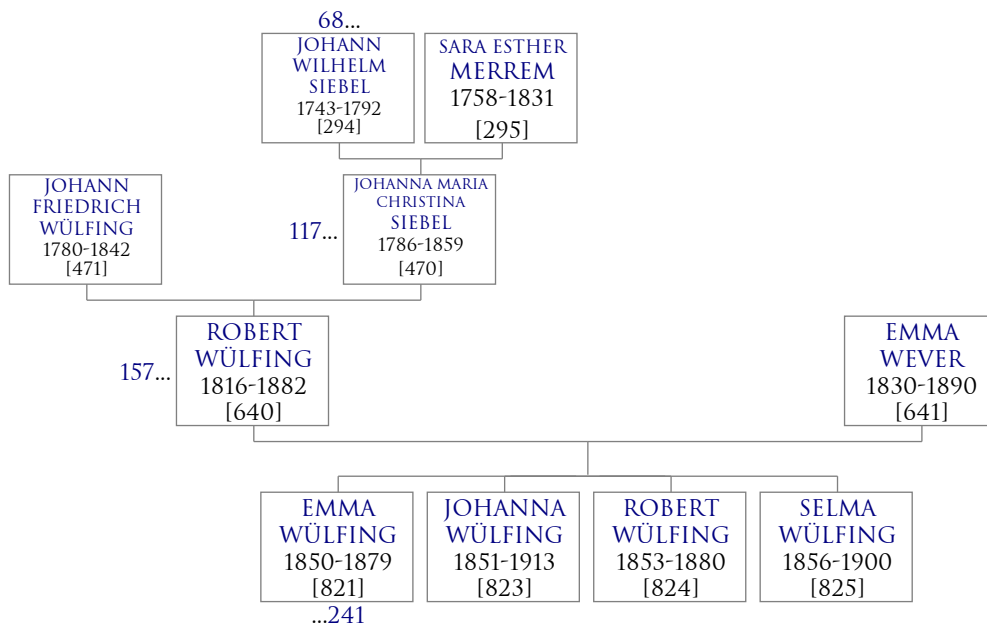 68...
JOHANN
WILHELM
SIEBEL
1743-1792
[294]
SARA ESTHER
MERREM
1758-1831
[295]
JOHANN
FRIEDRICH
WÜLFING
1780-1842
[471]
117...
JOHANNA MARIA
CHRISTINA
SIEBEL
1786-1859
[470]
157...
ROBERT
WÜLFING
1816-1882
[640]
EMMA
WEVER
1830-1890
[641]
EMMA
WÜLFING
1850-1879
[821]
...241
JOHANNA
WÜLFING
1851-1913
[823]
ROBERT
WÜLFING
1853-1880
[824]
SELMA
WÜLFING
1856-1900
[825]